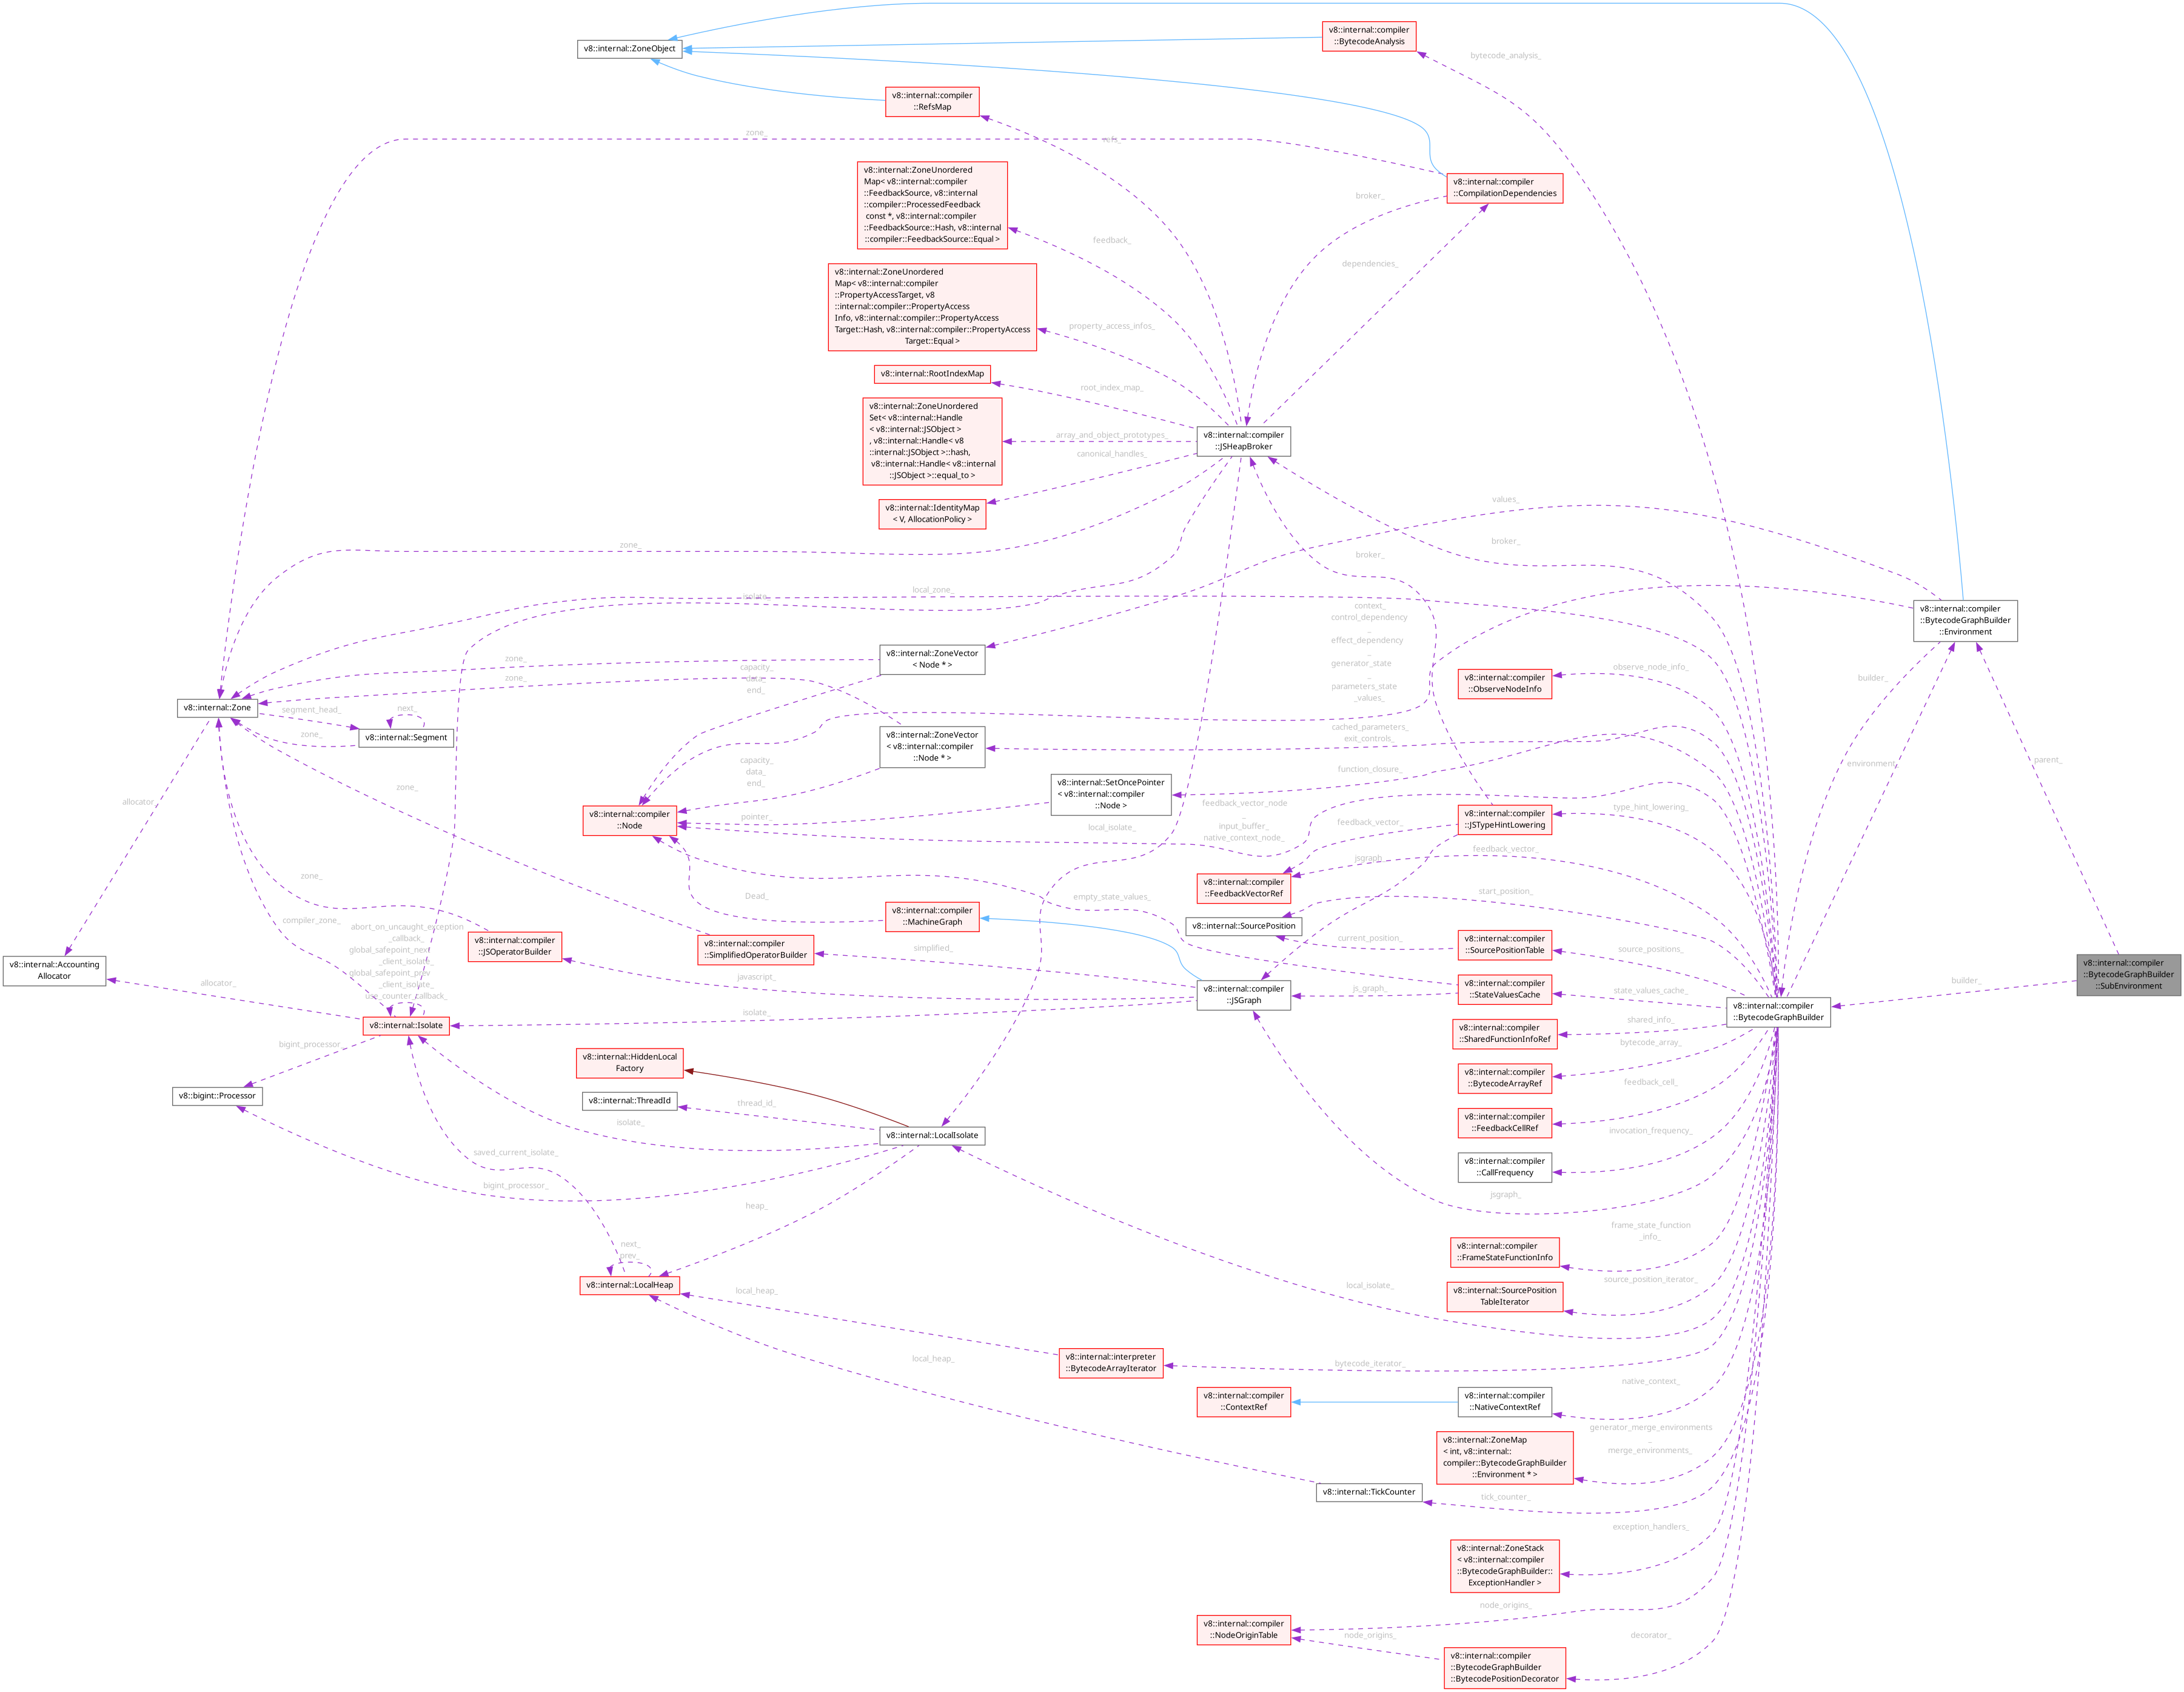 v8::internal::ZoneObject
v8::internal::compiler
::BytecodeAnalysis
bytecode_analysis_
v8::internal::compiler
::RefsMap
zone_
refs_
v8::internal::ZoneUnordered
Map< v8::internal::compiler
::FeedbackSource, v8::internal
::compiler::ProcessedFeedback
const *, v8::internal::compiler
::FeedbackSource::Hash, v8::internal
::compiler::FeedbackSource::Equal >
v8::internal::compiler
::CompilationDependencies
broker_
feedback_
dependencies_
v8::internal::ZoneUnordered
Map< v8::internal::compiler
::PropertyAccessTarget, v8
::internal::compiler::PropertyAccess
Info, v8::internal::compiler::PropertyAccess
Target::Hash, v8::internal::compiler::PropertyAccess
Target::Equal >
property_access_infos_
v8::internal::RootIndexMap
root_index_map_
v8::internal::ZoneUnordered
Set< v8::internal::Handle
< v8::internal::JSObject >
, v8::internal::Handle< v8
::internal::JSObject >::hash,
v8::internal::Handle< v8::internal
::JSObject >::equal_to >
array_and_object_prototypes_
v8::internal::compiler
::JSHeapBroker
canonical_handles_
v8::internal::IdentityMap
< V, AllocationPolicy >
values_
zone_
broker_
broker_
isolate_
local_zone_
context_
control_dependency
_
effect_dependency
_
generator_state
_
parameters_state
_values_
v8::internal::compiler
::BytecodeGraphBuilder
::Environment
v8::internal::ZoneVector
< Node * >
zone_
zone_
capacity_
data_
end_
v8::internal::compiler
::ObserveNodeInfo
observe_node_info_
builder_
parent_
v8::internal::Zone
segment_head_
next_
zone_
v8::internal::Segment
v8::internal::ZoneVector
< v8::internal::compiler
::Node * >
cached_parameters_
exit_controls_
capacity_
data_
end_
v8::internal::SetOncePointer
< v8::internal::compiler
::Node >
function_closure_
environment_
allocator_
zone_
v8::internal::compiler
::Node
pointer_
feedback_vector_node
_
input_buffer_
native_context_node_
local_isolate_
feedback_vector_
v8::internal::compiler
::JSTypeHintLowering
type_hint_lowering_
jsgraph_
feedback_vector_
v8::internal::compiler
::FeedbackVectorRef
zone_
Dead_
empty_state_values_
start_position_
compiler_zone_
abort_on_uncaught_exception
_callback_
global_safepoint_next
_client_isolate_
global_safepoint_prev
_client_isolate_
use_counter_callback_
v8::internal::compiler
::MachineGraph
v8::internal::SourcePosition
current_position_
v8::internal::compiler
::SourcePositionTable
source_positions_
v8::internal::compiler
::JSOperatorBuilder
v8::internal::compiler
::SimplifiedOperatorBuilder
simplified_
v8::internal::Accounting
Allocator
javascript_
v8::internal::compiler
::JSGraph
js_graph_
v8::internal::compiler
::StateValuesCache
state_values_cache_
v8::internal::compiler
::BytecodeGraphBuilder
builder_
v8::internal::compiler
::BytecodeGraphBuilder
::SubEnvironment
allocator_
isolate_
v8::internal::Isolate
shared_info_
v8::internal::compiler
::SharedFunctionInfoRef
bigint_processor_
v8::internal::HiddenLocal
Factory
bytecode_array_
v8::internal::compiler
::BytecodeArrayRef
v8::bigint::Processor
v8::internal::ThreadId
thread_id_
feedback_cell_
v8::internal::compiler
::FeedbackCellRef
isolate_
v8::internal::LocalIsolate
invocation_frequency_
v8::internal::compiler
::CallFrequency
saved_current_isolate_
bigint_processor_
heap_
jsgraph_
next_
prev_
frame_state_function
_info_
v8::internal::compiler
::FrameStateFunctionInfo
v8::internal::LocalHeap
local_heap_
local_isolate_
source_position_iterator_
v8::internal::SourcePosition
TableIterator
local_heap_
v8::internal::interpreter
::BytecodeArrayIterator
bytecode_iterator_
native_context_
v8::internal::compiler
::ContextRef
v8::internal::compiler
::NativeContextRef
generator_merge_environments
_
merge_environments_
v8::internal::ZoneMap
< int, v8::internal::
compiler::BytecodeGraphBuilder
::Environment * >
v8::internal::TickCounter
tick_counter_
exception_handlers_
v8::internal::ZoneStack
< v8::internal::compiler
::BytecodeGraphBuilder::
ExceptionHandler >
node_origins_
v8::internal::compiler
::NodeOriginTable
node_origins_
decorator_
v8::internal::compiler
::BytecodeGraphBuilder
::BytecodePositionDecorator